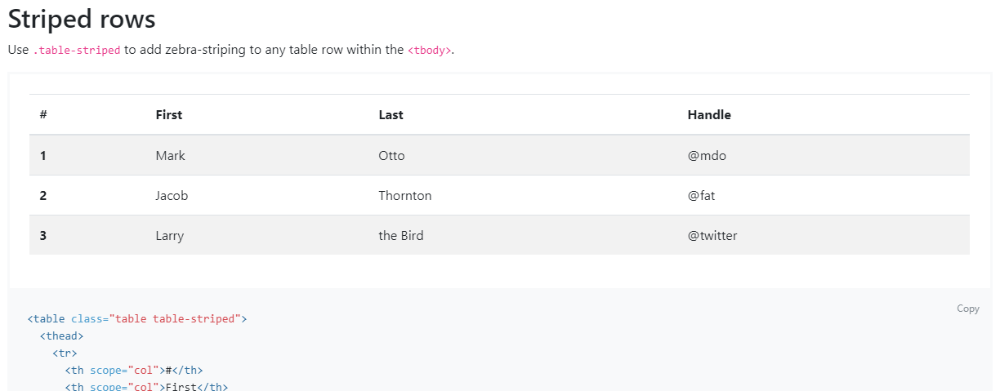 Striped rows
Use .table-striped to add zebra-striping to any table row within the <tbody>.
# First Last Handle
1 Mark Otto @mdo
2 Jacob Thornton @fat
3 Larry the Bird @twitter
Copy
<table class="table table-striped">
<thead>
<tr>
<th scope="col">#</th>
<th scope="col">First</th>